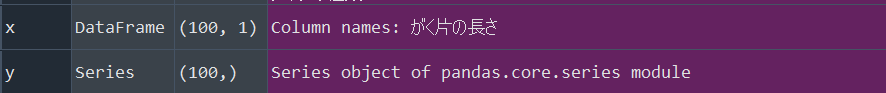 x DataFrame (100, 1) Column names: がく片の長さ
y Series (100,) Series object of pandas.core.series module